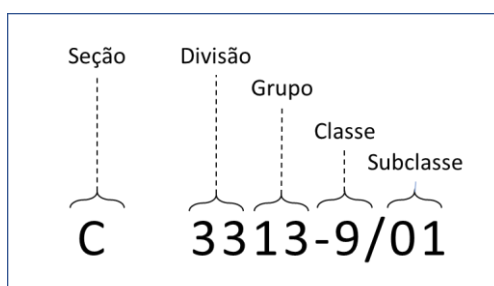 Seção
Divisão
Grupo
Classe
Subclasse
C 3313-9/01